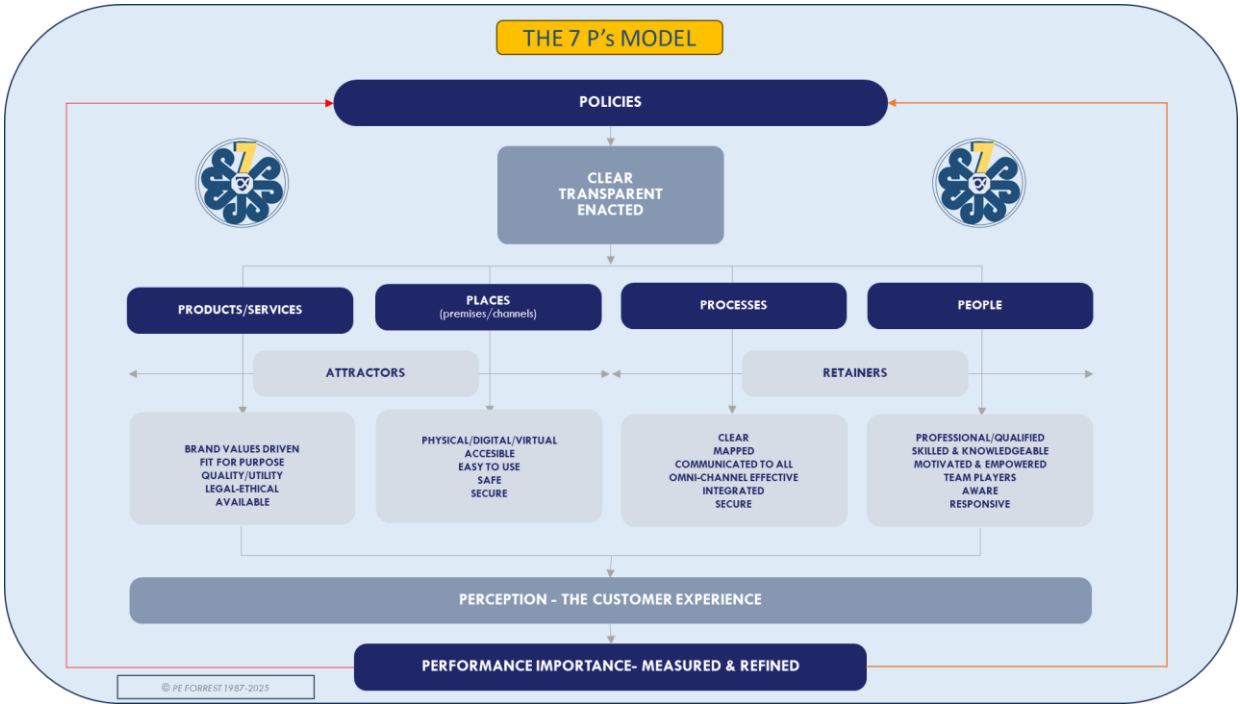 THE 7 P's MODEL
POLICIES
CLEAR
TRANSPARENT
ENACTED
7
7
PRODUCTS/SERVICES
PLACES
(premises/channels)
PROCESSES
PEOPLE
ATTRACTORS
RETAINERS
BRAND VALUES DRIVEN
FIT FOR PURPOSE
QUALITY/UTILITY
LEGAL-ETHICAL
AVAILABLE
PHYSICAL/DIGITAL/VIRTUAL
ACCESIBLE
EASY TO USE
SAFE
SECURE
CLEAR
MAPPED
COMMUNICATED TO ALL
OMNI-CHANNEL EFFECTIVE
INTEGRATED
SECURE
PROFESSIONAL/QUALIFIED
SKILLED & KNOWLEDGEABLE
MOTIVATED & EMPOWERED
TEAM PLAYERS
AWARE
RESPONSIVE
PERCEPTION - THE CUSTOMER EXPERIENCE
PERFORMANCE IMPORTANCE- MEASURED & REFINED
© PE FORREST 1987-2025